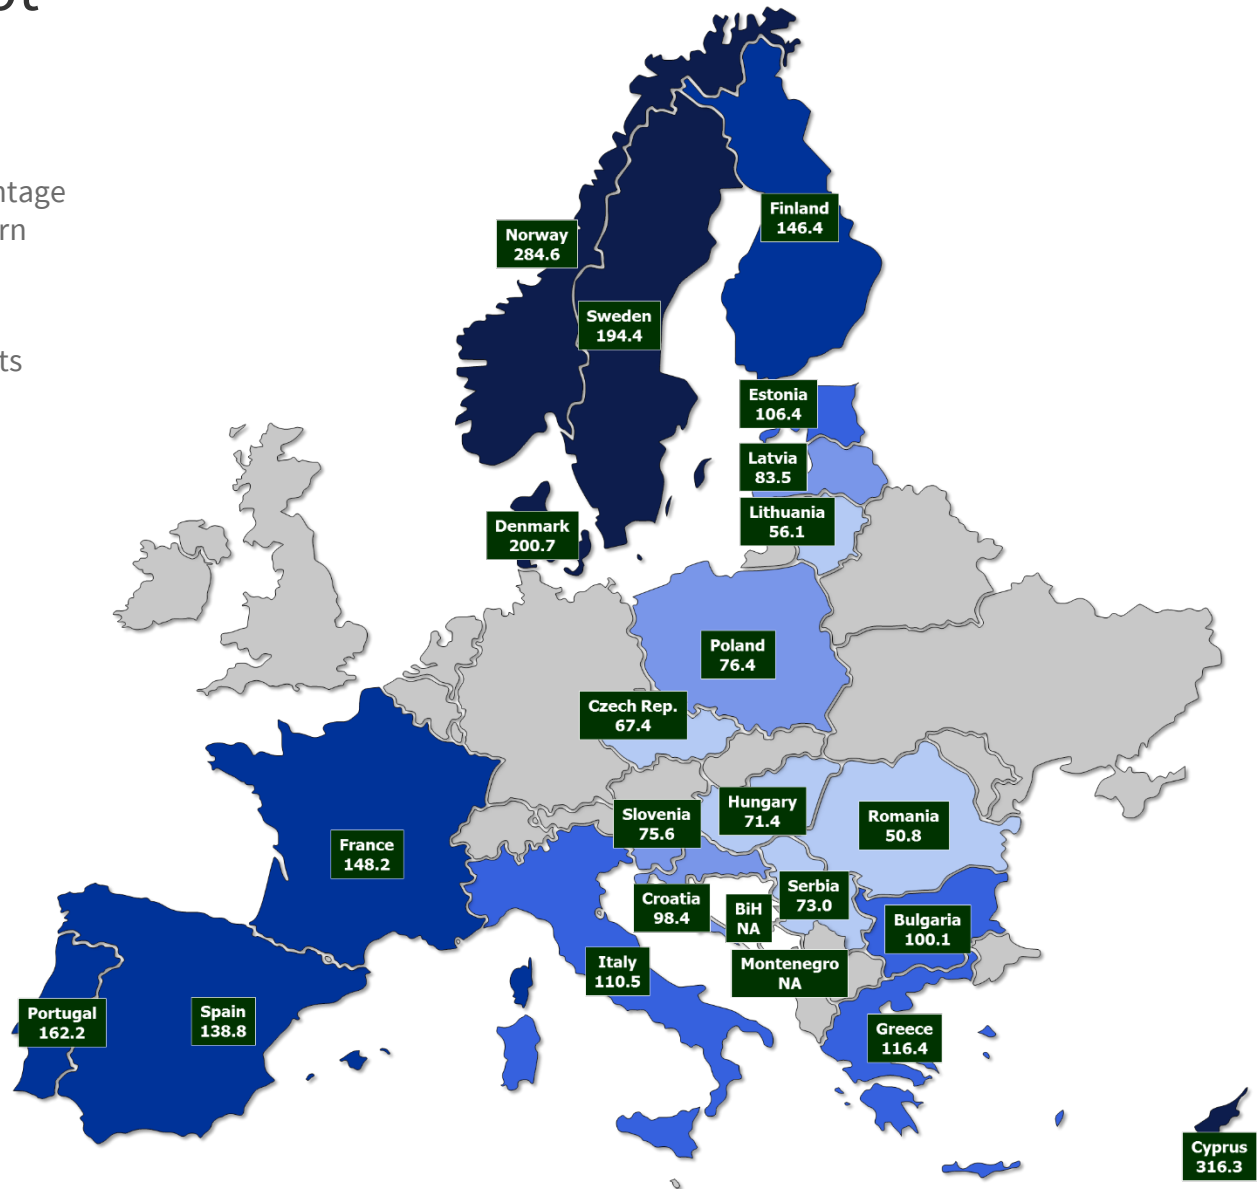 ntage
rn
ts
Norway
284.6
Finland
146.4
Sweden
194.4
Estonia
106.4
Latvia
83.5
Lithuania
56.1
Denmark
200.7
Poland
76.4
Czech Rep.
67.4
Slovenia
75.6
Hungary
71.4
Romania
50.8
France
148.2
Croatia
98.4
BiH
NA
Serbia
73.0
Bulgaria
100.1
Italy
110.5
Montenegro
NA
Portugal
162.2
Spain
138.8
Greece
116.4
Cyprus
316.3